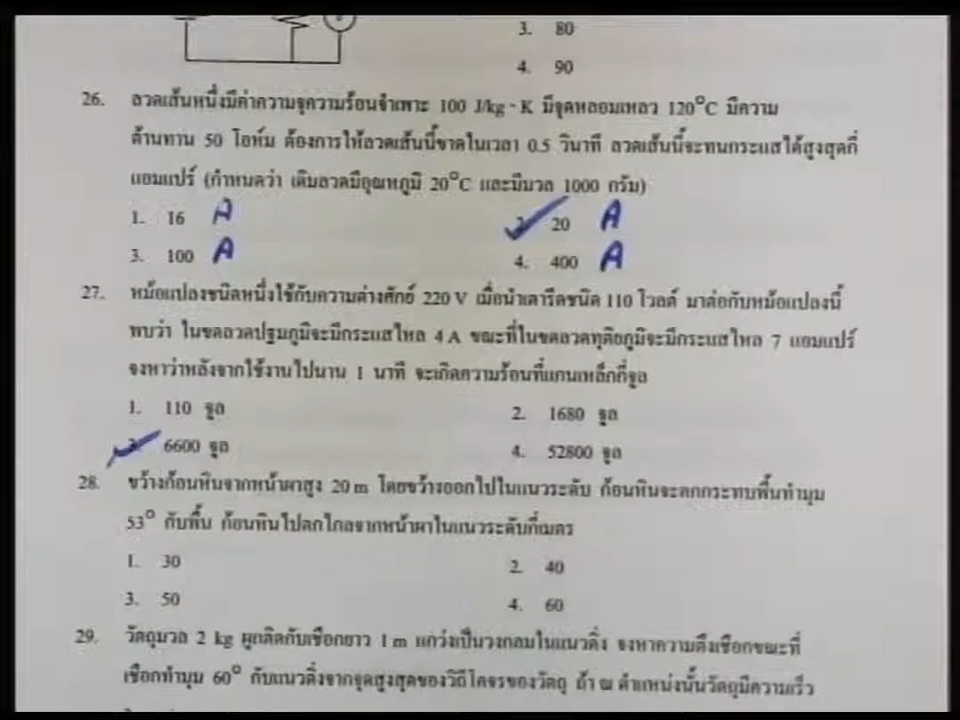 3. 80
4. 90
26. ลวดเส้นหนึ่งมีค่าความจุความร้อนจำเพาะ 100 J/kg - K มีจุดหลอมเหลว 120°C มีความ
ต้านทาน 50 โอห์ม ต้องการให้ลวดเส้นนี้ขาดในเวลา 0.5 วินาที ลวดเส้นนี้จะทนกระแสได้สูงสุดกี่
แอมแปร์ (กำหนดว่า เดิมลวดมีอุณหภูมิ 20°C และมีมวล 1000 กรัม)
1. 16 A 2. 20 A
3. 100 A 4. 400 A
27. หม้อแปลงชนิดหนึ่งใช้กับความต่างศักย์ 220 V เมื่อนำเตารีดชนิด 110 โวลต์ มาต่อกับหม้อแปลงนี้
พบว่า ในขดลวดปฐมภูมิจะมีกระแสไหล 4 A ขณะที่ในขดลวดทุติยภูมิจะมีกระแสไหล 7 แอมแปร์
จงหาว่าหลังจากใช้งานไปนาน 1 นาที จะเกิดความร้อนที่แกนเหล็กกี่จูล
1. 110 จูล 2. 1680 จูล
3. 6600 จูล 4. 52800 จูล
28. ขว้างก้อนหินจากหน้าผาสูง 20 m โดยขว้างออกไปในแนวระดับ ก้อนหินจะตกกระทบพื้นทำมุม
53° กับพื้น ก้อนหินไปตกไกลจากหน้าผาในแนวระดับกี่เมตร
1. 30 2. 40
3. 50 4. 60
29. วัตถุมวล 2 kg ผูกติดกับเชือกยาว 1 m แกว่งเป็นวงกลมในแนวดิ่ง จงหาความตึงเชือกขณะที่
เชือกทำมุม 60° กับแนวดิ่งจากจุดสูงสุดของวิถีโคจรของวัตถุ ถ้า ณ ตำแหน่งนั้นวัตถุมีความเร็ว